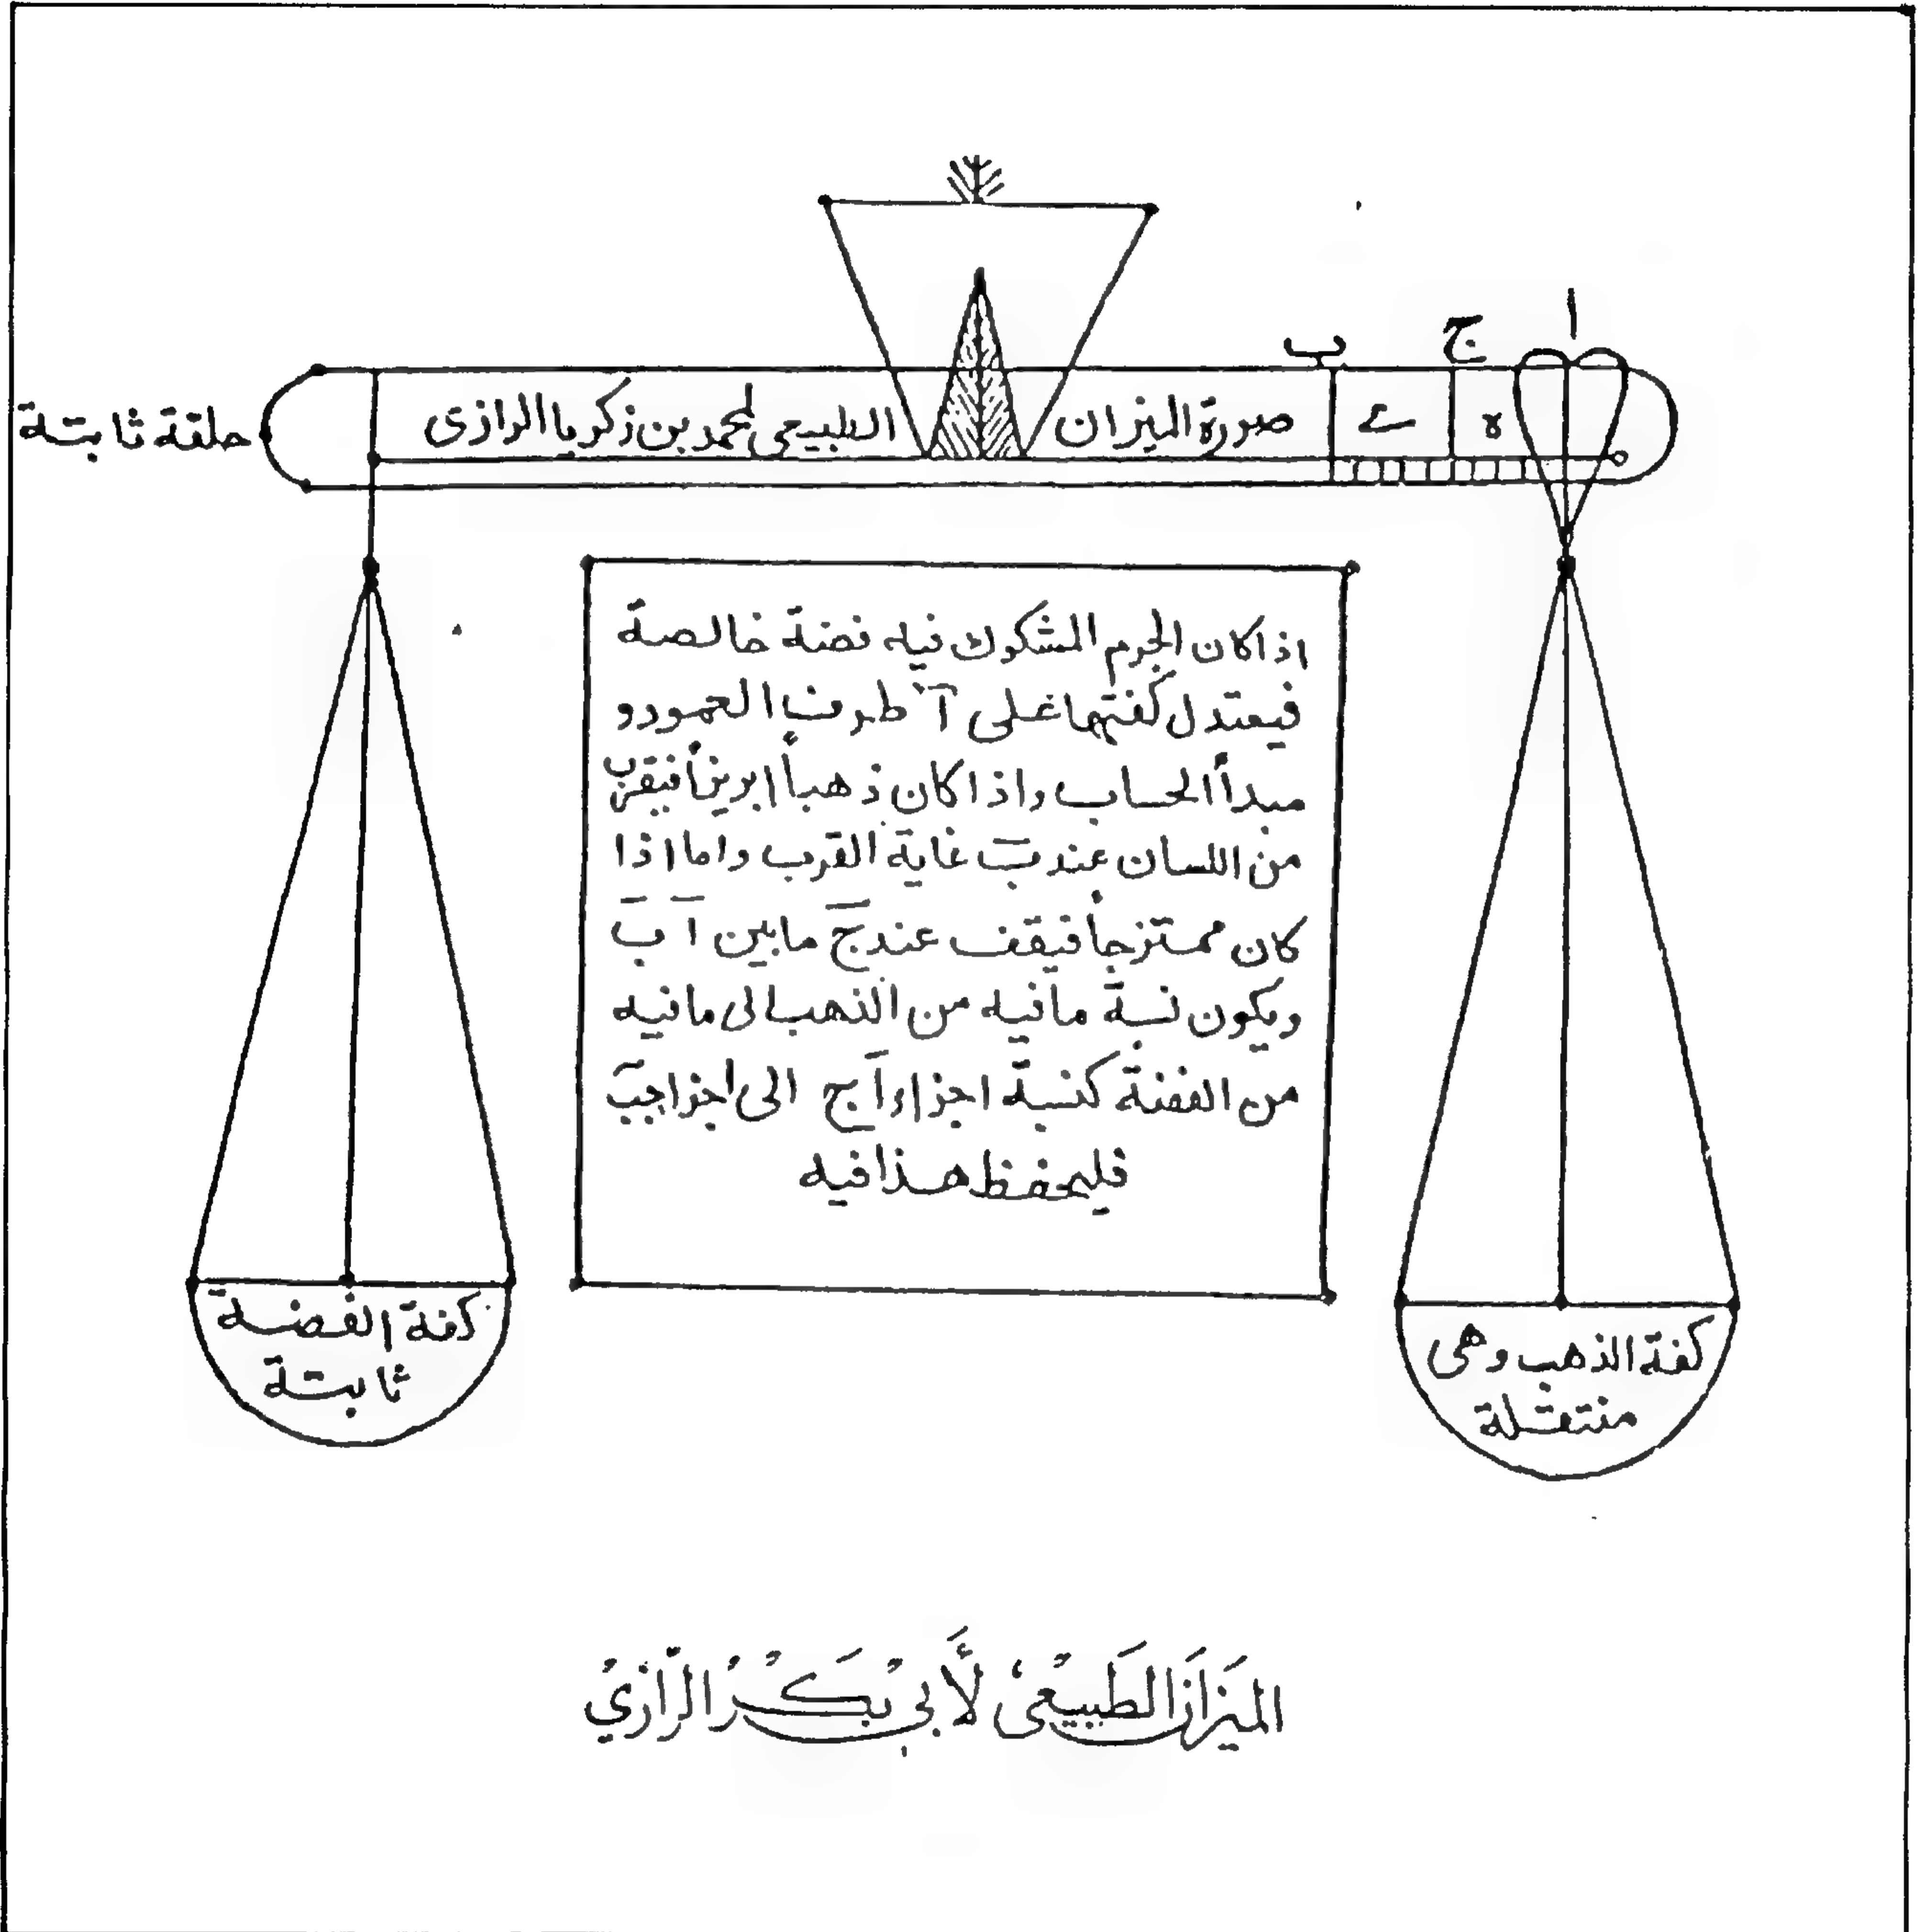 ا
ج
ب
حلقة ثابتة
صورة الميزان الطبيعي لمحمد بن زكريا الرازى
ے
ه
اذا كان الجرم المشكوك فيه فضة خالصة
فيعتدل كفتها على آ طرف العمود و
مبدأ الحساب واذا كان ذهباً ابريزاً فيقرب
من اللسان عند ب غاية القرب واما اذا
كان ممتزجاً فيقف عند ج ما بين آ ب
ويكون نسبة ما فيه من الذهب الى ما فيه
من الفضة كنسبة اجزاء ا ج الى اجزا ج ب
فليحفظ هذا فيه
كفة الفضة
ثابتة
كفة الذهب وهى
منتقلة
الميزان الطبيعي لأبي بكر الرازي